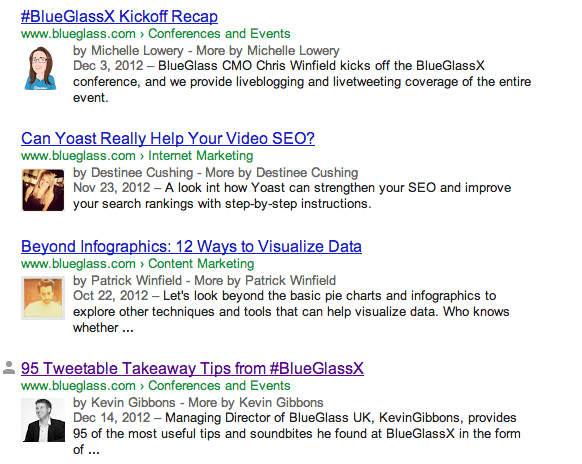 #BlueGlassX Kickoff Recap
www.blueglass.com › Conferences and Events
by Michelle Lowery - More by Michelle Lowery
Dec 3, 2012 – BlueGlass CMO Chris Winfield kicks off the BlueGlassX
conference, and we provide liveblogging and livetweeting coverage of the entire
event.
Can Yoast Really Help Your Video SEO?
www.blueglass.com › Internet Marketing
by Destinee Cushing - More by Destinee Cushing
Nov 23, 2012 – A look int how Yoast can strengthen your SEO and improve
your search rankings with step-by-step instructions.
Beyond Infographics: 12 Ways to Visualize Data
www.blueglass.com › Content Marketing
by Patrick Winfield - More by Patrick Winfield
Oct 22, 2012 – Let's look beyond the basic pie charts and infographics to
explore other techniques and tools that can help visualize data. Who knows
whether ...
95 Tweetable Takeaway Tips from #BlueGlassX
www.blueglass.com › Conferences and Events
by Kevin Gibbons - More by Kevin Gibbons
Dec 14, 2012 – Managing Director of BlueGlass UK, KevinGibbons, provides
95 of the most useful tips and soundbites he found at BlueGlassX in the form
of ...